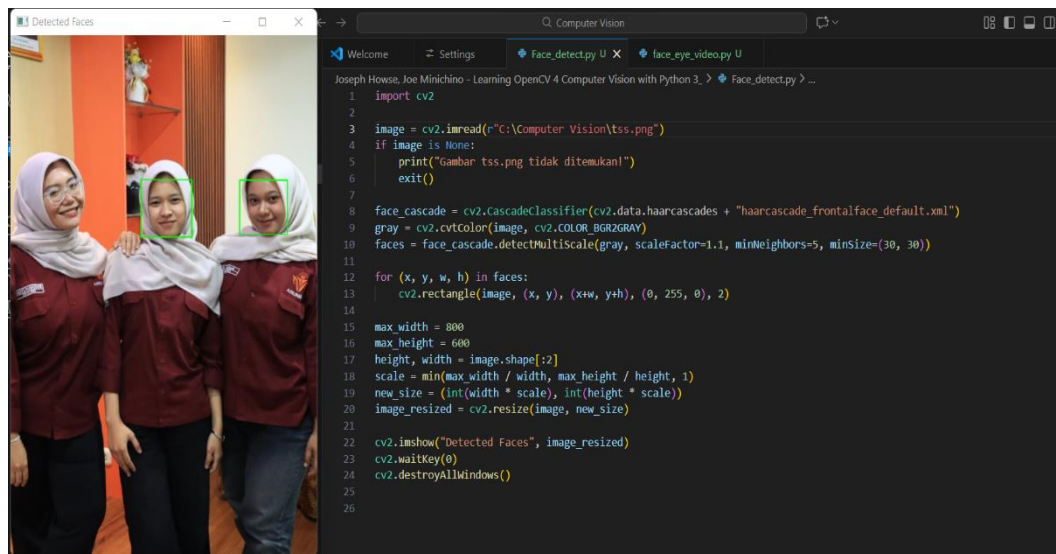 Detected Faces
Computer Vision
Welcome
Settings
Face_detect.py U
face_eye_video.py U
Joseph Howse, Joe Minichino - Learning OpenCV 4 Computer Vision with Python 3_ > Face_detect.py > ...
1 import cv2
2
3 image = cv2.imread(r"C:\Computer Vision\tss.png")
4 if image is None:
5 print("Gambar tss.png tidak ditemukan!")
6 exit()
7
8 face_cascade = cv2.CascadeClassifier(cv2.data.haarcascades + "haarcascade_frontalface_default.xml")
9 gray = cv2.cvtColor(image, cv2.COLOR_BGR2GRAY)
10 faces = face_cascade.detectMultiScale(gray, scaleFactor=1.1, minNeighbors=5, minSize=(30, 30))
11
12 for (x, y, w, h) in faces:
13 cv2.rectangle(image, (x, y), (x+w, y+h), (0, 255, 0), 2)
14
15 max_width = 800
16 max_height = 600
17 height, width = image.shape[:2]
18 scale = min(max_width / width, max_height / height, 1)
19 new_size = (int(width * scale), int(height * scale))
20 image_resized = cv2.resize(image, new_size)
21
22 cv2.imshow("Detected Faces", image_resized)
23 cv2.waitKey(0)
24 cv2.destroyAllWindows()
25
26